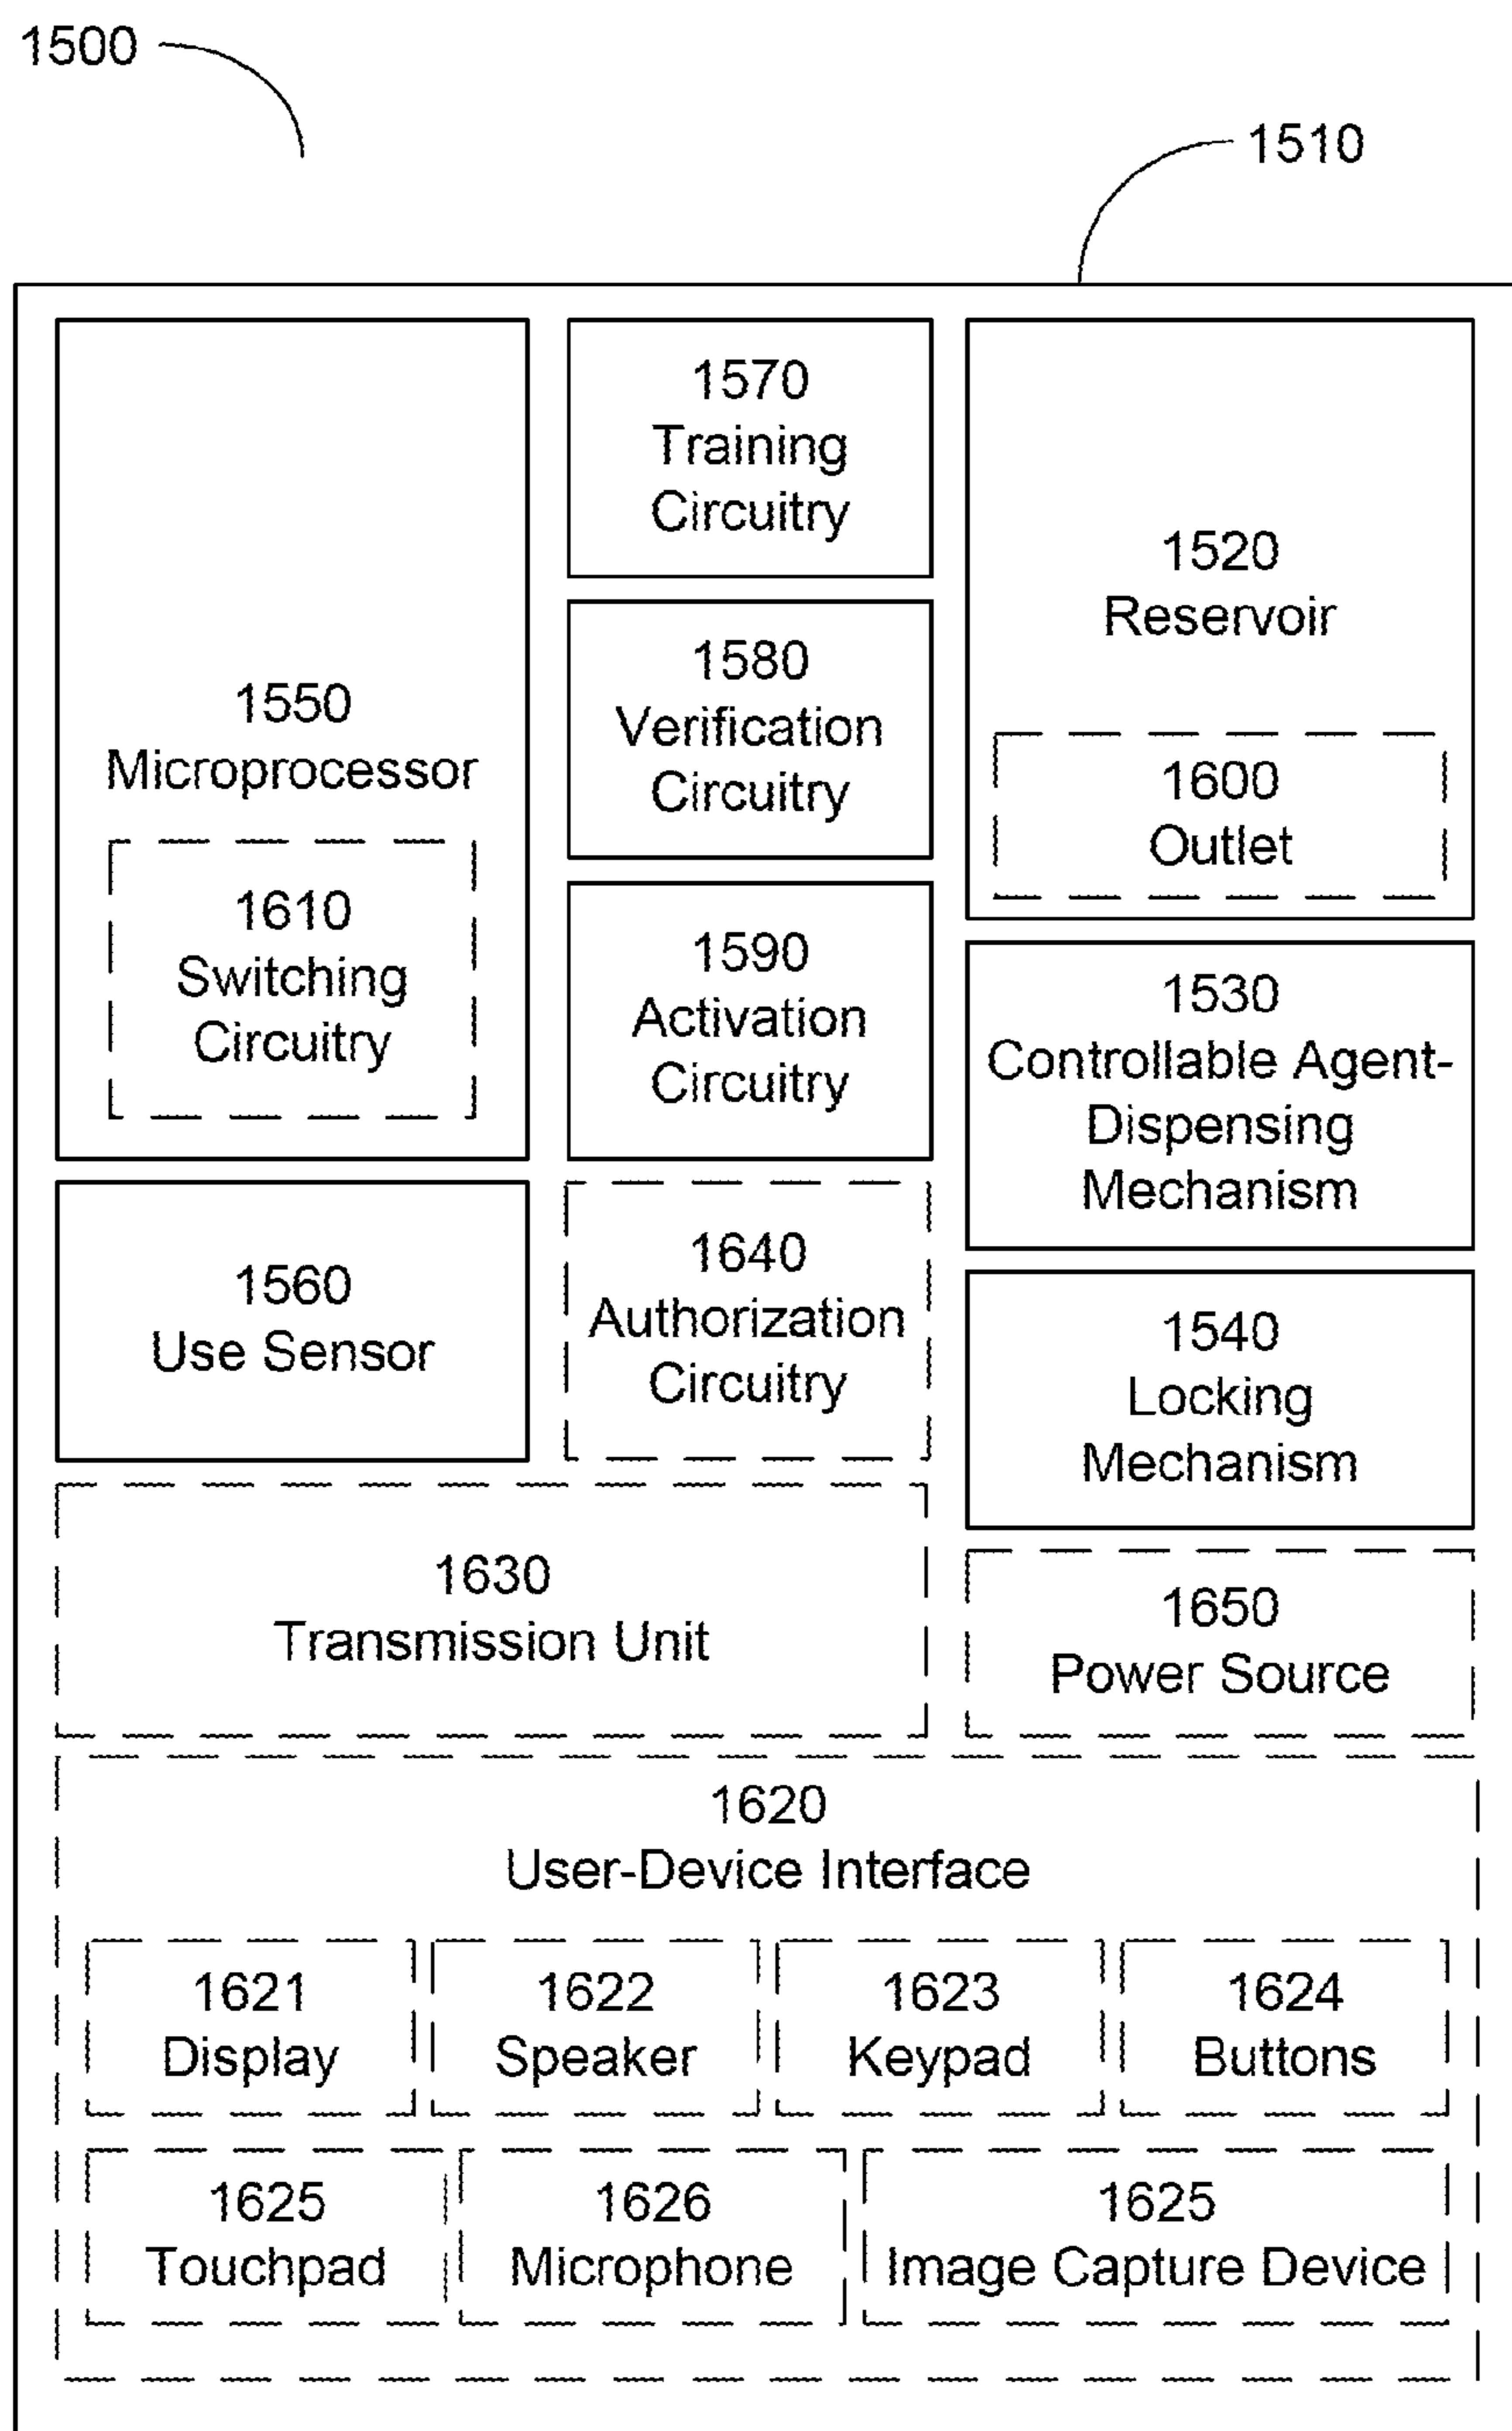 1500
1510
1550
Microprocessor
1610
Switching
Circuitry
1560
Use Sensor
1570
Training
Circuitry
1580
Verification
Circuitry
1590
Activation
Circuitry
1640
Authorization
Circuitry
1520
Reservoir
1600
Outlet
1530
Controllable Agent-
Dispensing
Mechanism
1540
Locking
Mechanism
1630
Transmission Unit
1650
Power Source
1620
User-Device Interface
1621
Display
1622
Speaker
1623
Keypad
1624
Buttons
1625
Touchpad
1626
Microphone
1625
Image Capture Device